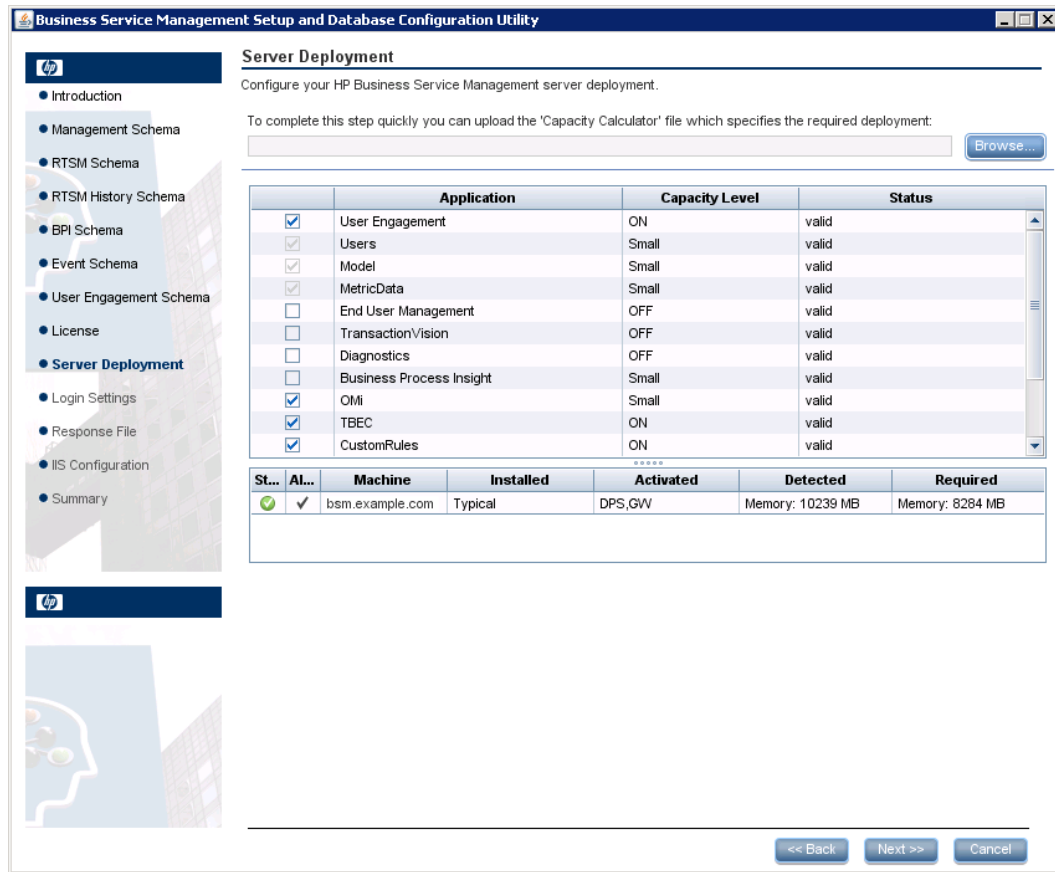 Business Service Management Setup and Database Configuration Utility
hp
Introduction
Management Schema
RTSM Schema
RTSM History Schema
BPI Schema
Event Schema
User Engagement Schema
License
Server Deployment
Login Settings
Response File
IIS Configuration
Summary
hp
Server Deployment
Configure your HP Business Service Management server deployment.
To complete this step quickly you can upload the 'Capacity Calculator' file which specifies the required deployment:
Browse...
Application Capacity Level Status
User Engagement ON valid
Users Small valid
Model Small valid
MetricData Small valid
End User Management OFF valid
TransactionVision OFF valid
Diagnostics OFF valid
Business Process Insight Small valid
OMi Small valid
TBEC ON valid
CustomRules ON valid
St... Al... Machine Installed Activated Detected Required
bsm.example.com Typical DPS,GW Memory: 10239 MB Memory: 8284 MB
<< Back Next >> Cancel